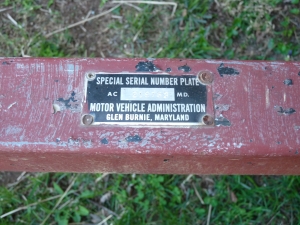 SPECIAL SERIAL NUMBER PLATE
AC MD.
MOTOR VEHICLE ADMINISTRATION
GLEN BURNIE, MARYLAND